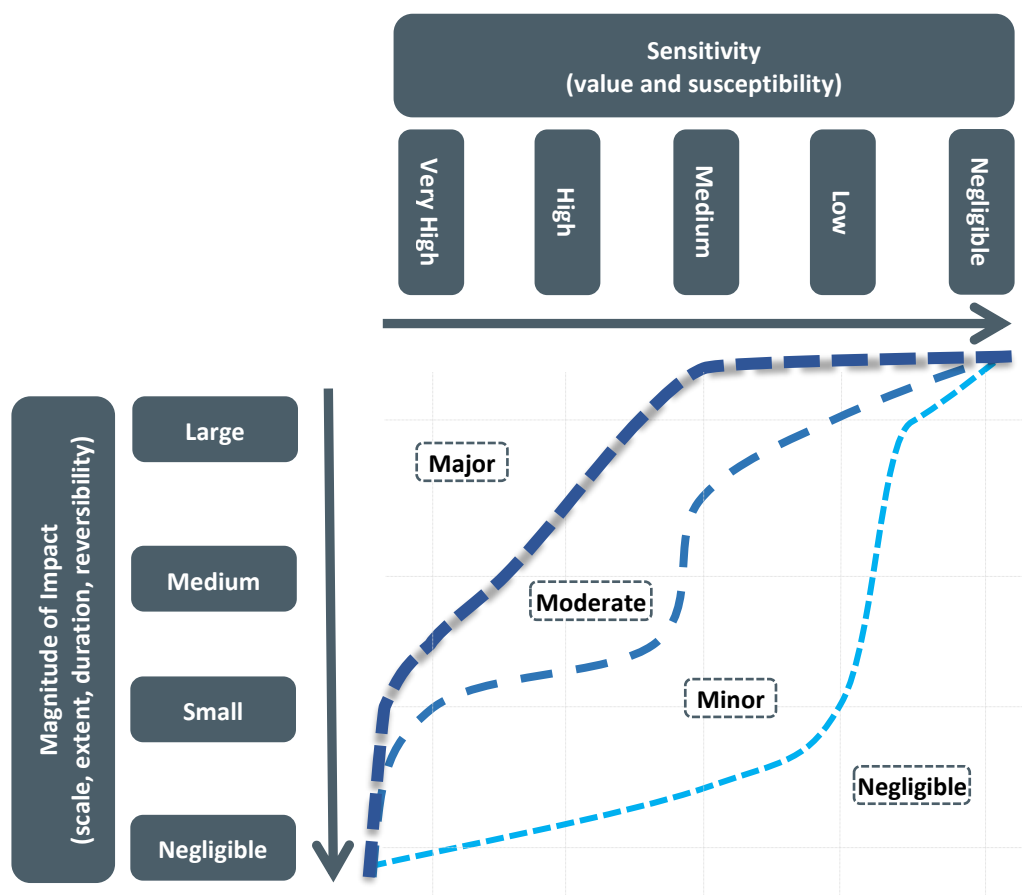 Sensitivity
(value and susceptibility)
Very High
High
Medium
Low
Negligible
Magnitude of Impact
(scale, extent, duration, reversibility)
Large
Medium
Small
Negligible
Major
Moderate
Minor
Negligible